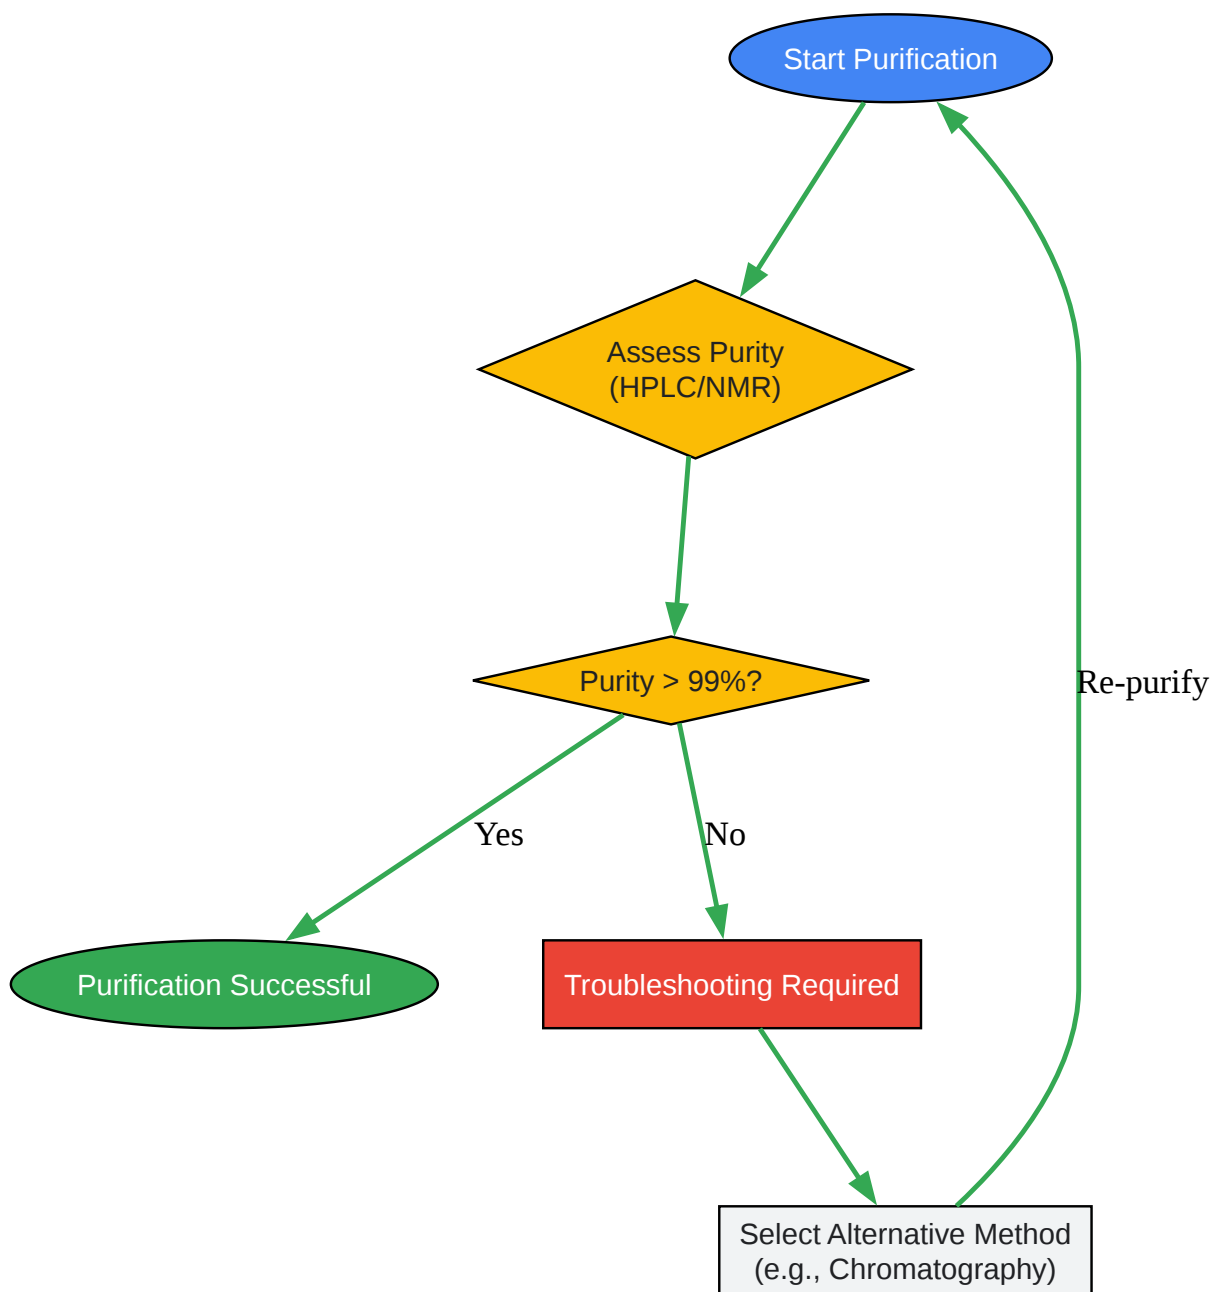 Start Purification
Assess Purity
(HPLC/NMR)
Purity > 99%?
Re-purify
Yes
No
Purification Successful
Troubleshooting Required
Select Alternative Method
(e.g., Chromatography)